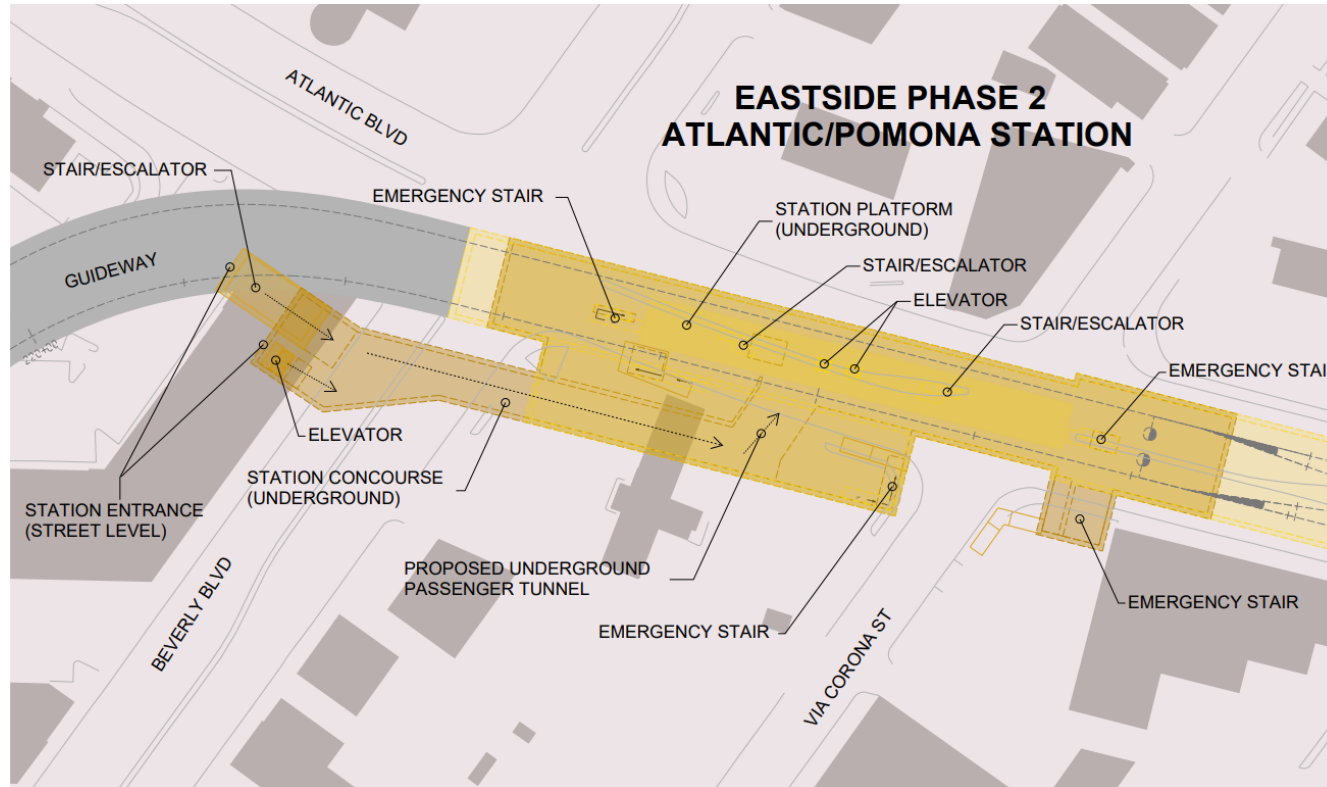 EASTSIDE PHASE 2
ATLANTIC/POMONA STATION
ATLANTIC BLVD
STAIR/ESCALATOR
EMERGENCY STAIR
STATION PLATFORM
(UNDERGROUND)
STAIR/ESCALATOR
GUIDEWAY
ELEVATOR
STAIR/ESCALATOR
EMERGENCY STAI
ELEVATOR
STATION CONCOURSE
(UNDERGROUND)
STATION ENTRANCE
(STREET LEVEL)
PROPOSED UNDERGROUND
PASSENGER TUNNEL
EMERGENCY STAIR
EMERGENCY STAIR
BEVERLY BLVD
VIA CORONA ST